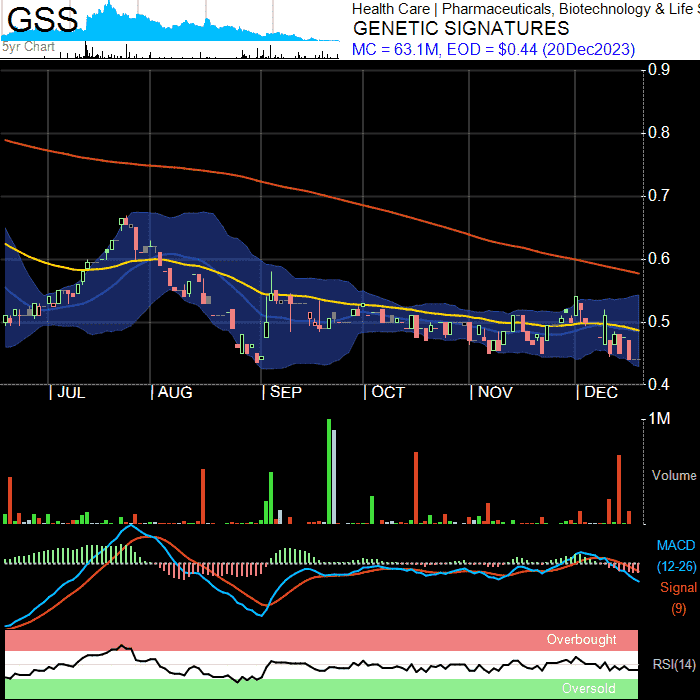 GSS
5yr Chart
Health Care | Pharmaceuticals, Biotechnology & Life
GENETIC SIGNATURES
MC = 63.1M, EOD = $0.44 (20Dec2023)
0.9
0.8
0.7
0.6
0.5
0.4
| JUL | AUG | SEP | OCT | NOV | DEC
1M
Volume
MACD
(12-26)
Signal
(9)
Overbought
RSI(14)
Oversold